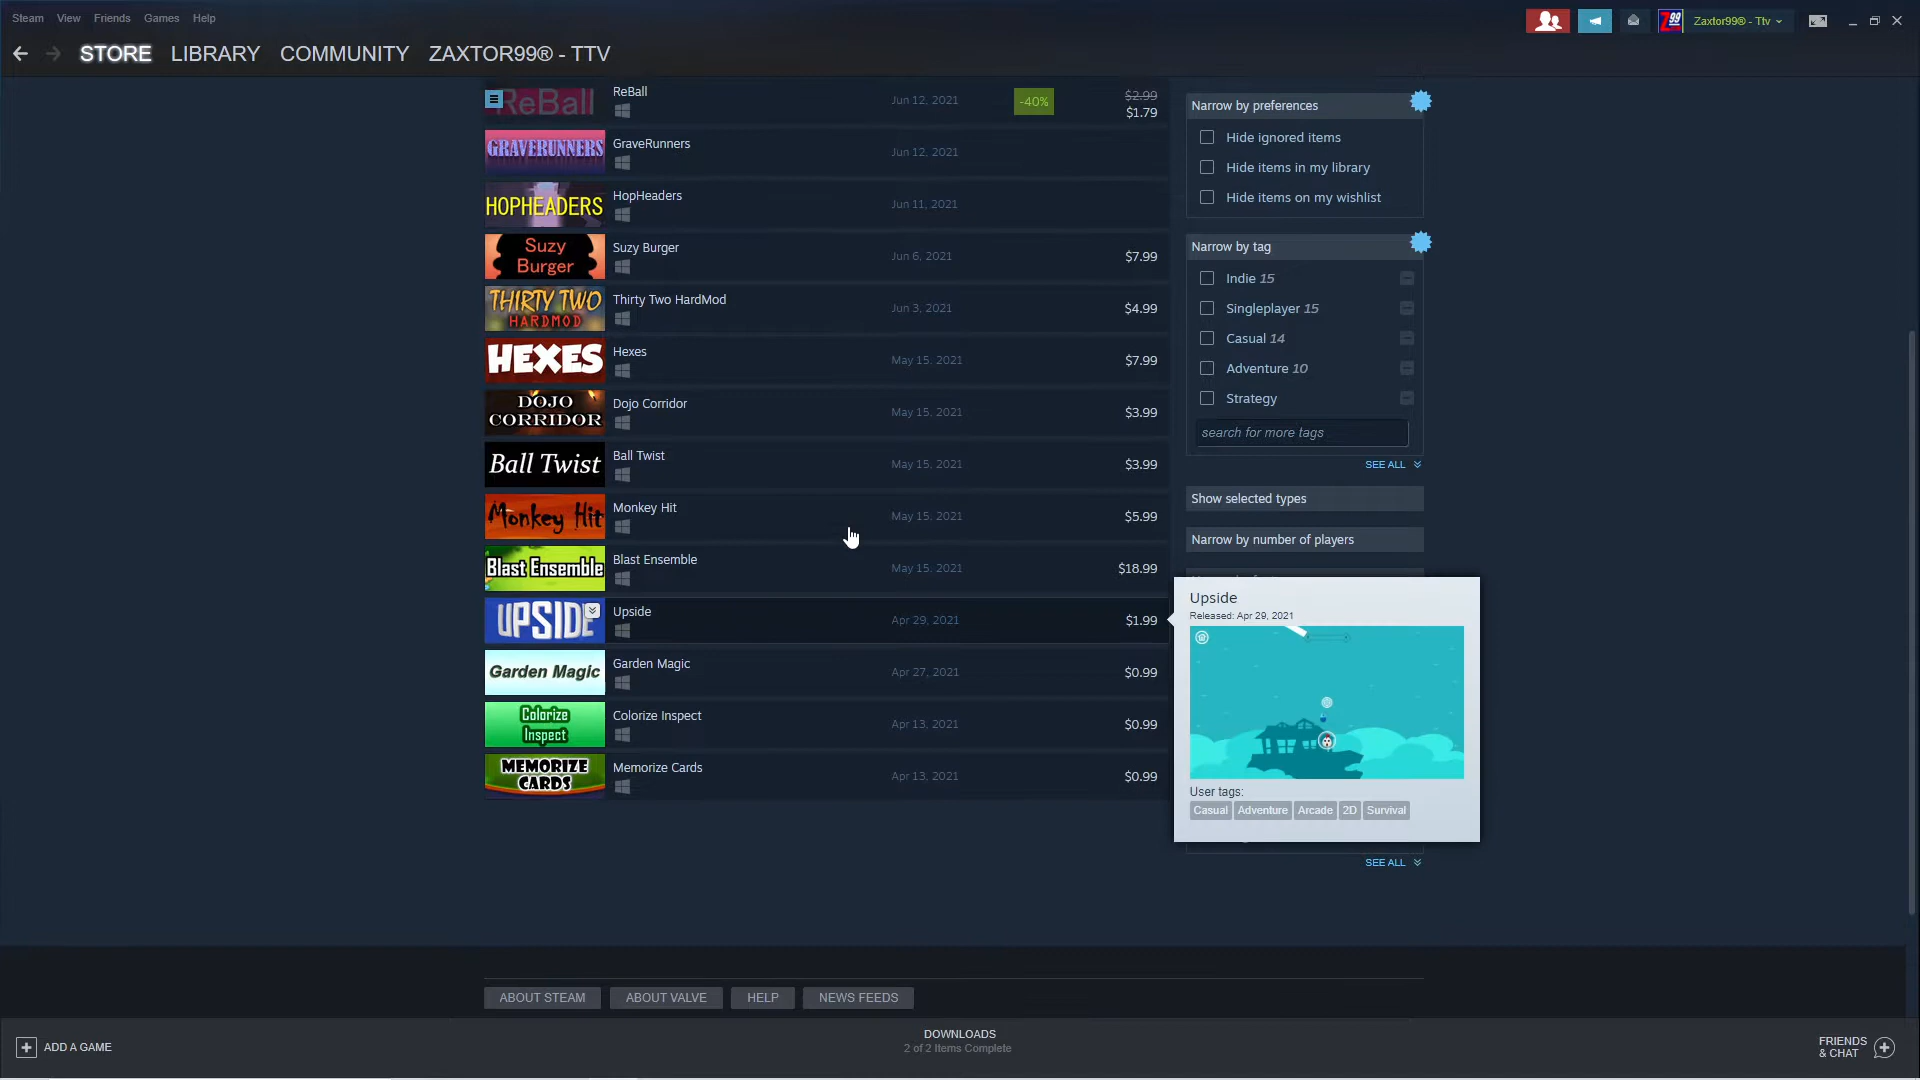 Steam View Friends Games Help
Zaxtor99® - Ttv
STORE LIBRARY COMMUNITY ZAXTOR99® - TTV
ReBall
ReBall
Jun 12, 2021
-40%
$2.99
$1.79
GRAVERUNNERS
GraveRunners
Jun 12, 2021
HOPHEADERS
HopHeaders
Jun 11, 2021
Suzy
Burger
Suzy Burger
Jun 6, 2021
$7.99
THIRTY TWO
HARDMOD
Thirty Two HardMod
Jun 3, 2021
$4.99
HEXES
Hexes
May 15, 2021
$7.99
DOJO
CORRIDOR
Dojo Corridor
May 15, 2021
$3.99
Ball Twist
Ball Twist
May 15, 2021
$3.99
Monkey Hit
Monkey Hit
May 15, 2021
$5.99
Blast Ensemble
Blast Ensemble
May 15, 2021
$18.99
UPSIDE
Upside
Apr 29, 2021
$1.99
Garden Magic
Garden Magic
Apr 27, 2021
$0.99
Colorize
Inspect
Colorize Inspect
Apr 13, 2021
$0.99
MEMORIZE
CARDS
Memorize Cards
Apr 13, 2021
$0.99
Narrow by preferences
Hide ignored items
Hide items in my library
Hide items on my wishlist
Narrow by tag
Indie 15
Singleplayer 15
Casual 14
Adventure 10
Strategy
search for more tags
SEE ALL
Show selected types
Narrow by number of players
Upside
Released: Apr 29, 2021
User tags:
Casual Adventure Arcade 2D Survival
SEE ALL
ABOUT STEAM ABOUT VALVE HELP NEWS FEEDS
ADD A GAME
DOWNLOADS
2 of 2 Items Complete
FRIENDS
& CHAT